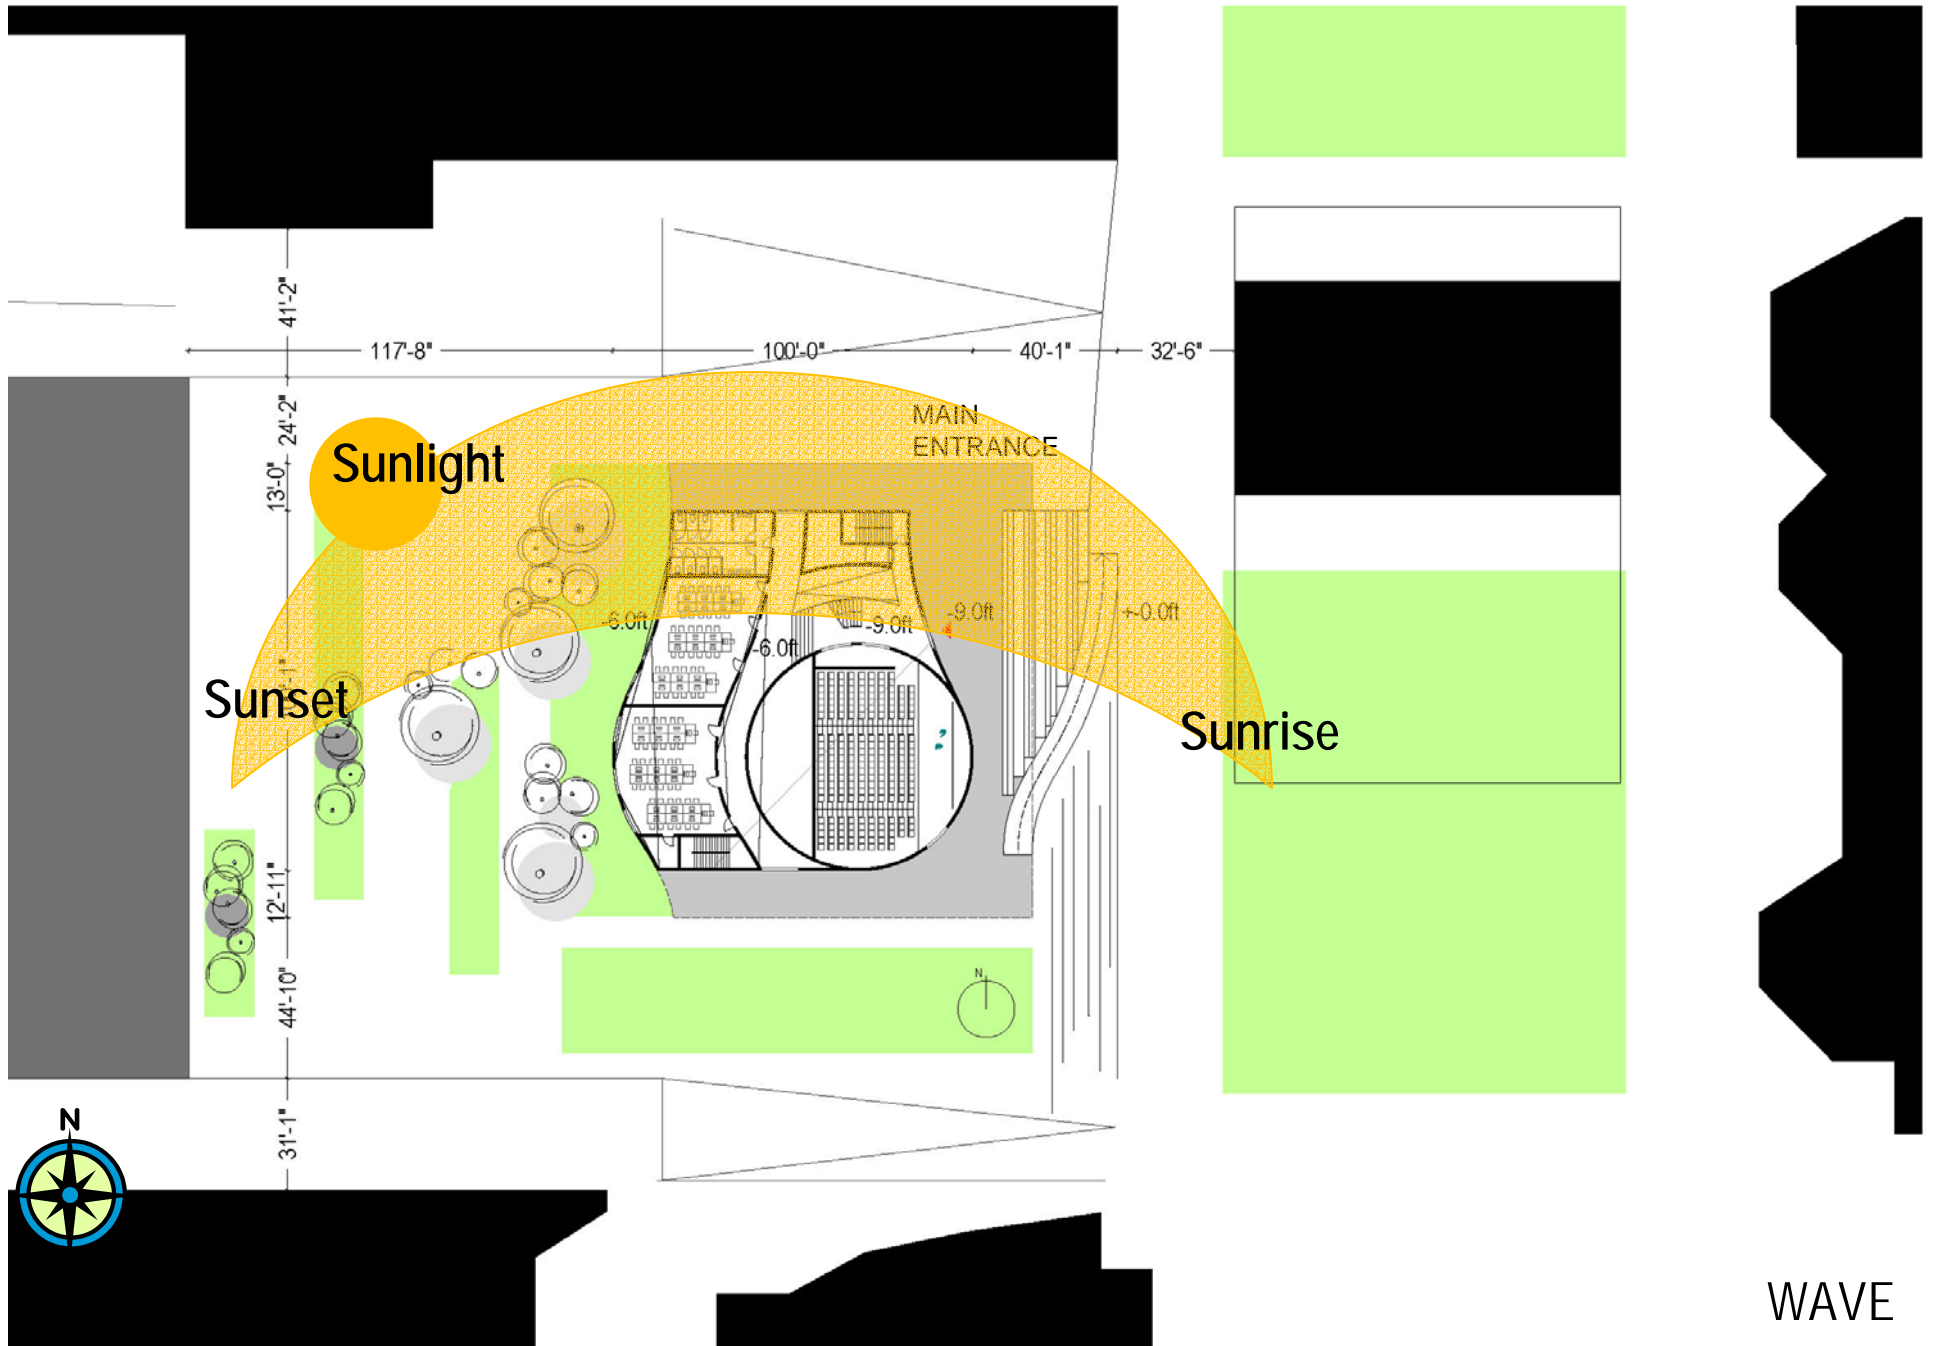 41'-2"
117'-8"
100'-0"
40'-1"
32'-6"
24'-2"
MAIN
ENTRANCE
Sunlight
13'-0"
-6.0ft
-9.0ft
-9.0ft
+-0.0ft
-6.0ft
Sunset
Sunrise
12'-11"
N
44'-10"
N
31'-1"
WAVE